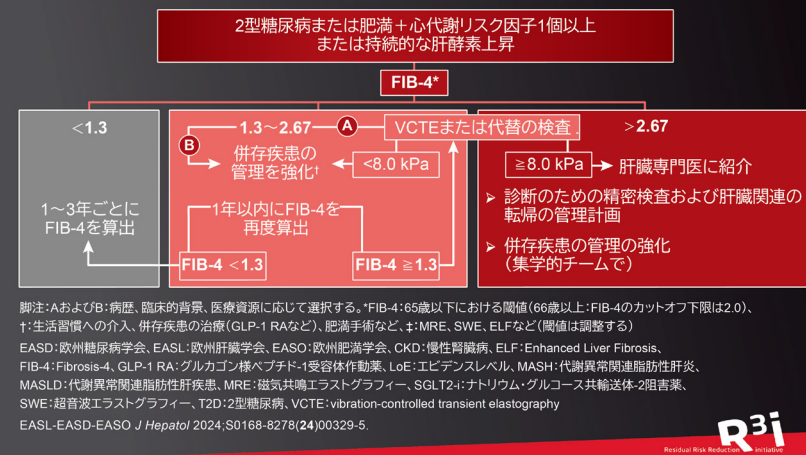 2型糖尿病または肥満＋心代謝リスク因子1個以上
または持続的な肝酵素上昇
FIB-4*
<1.3
1～3年ごとに
FIB-4を算出
1.3～2.67
A
B
併存疾患の
管理を強化†
VCTEまたは代替の検査
<8.0 kPa
1年以内にFIB-4を
再度算出
FIB-4 <1.3
FIB-4 ≧1.3
>2.67
≧8.0 kPa
肝臓専門医に紹介
診断のための精密検査および肝臓関連の
転帰の管理計画
併存疾患の管理の強化
（集学的チームで）
脚注：AおよびB：病歴、臨床的背景、医療資源に応じて選択する。*FIB-4：65歳以下における閾値（66歳以上：FIB-4のカットオフ下限は2.0）、
†：生活習慣への介入、併存疾患の治療（GLP-1 RAなど）、肥満手術など、‡：MRE、SWE、ELFなど（閾値は調整する）
EASD：欧州糖尿病学会、EASL：欧州肝臓学会、EASO：欧州肥満学会、CKD：慢性腎臓病、ELF：Enhanced Liver Fibrosis、
FIB-4：Fibrosis-4、GLP-1 RA：グルカゴン様ペプチド-1受容体作動薬、LoE：エビデンスレベル、MASH：代謝異常関連脂肪性肝炎、
MASLD：代謝異常関連脂肪性肝疾患、MRE：磁気共鳴エラストグラフィー、SGLT2-i：ナトリウム・グルコース共輸送体-2阻害薬、
SWE：超音波エラストグラフィー、T2D：2型糖尿病、VCTE：vibration-controlled transient elastography
EASL-EASD-EASO J Hepatol 2024;S0168-8278(24)00329-5.
R3i
Residual Risk Reduction initiative